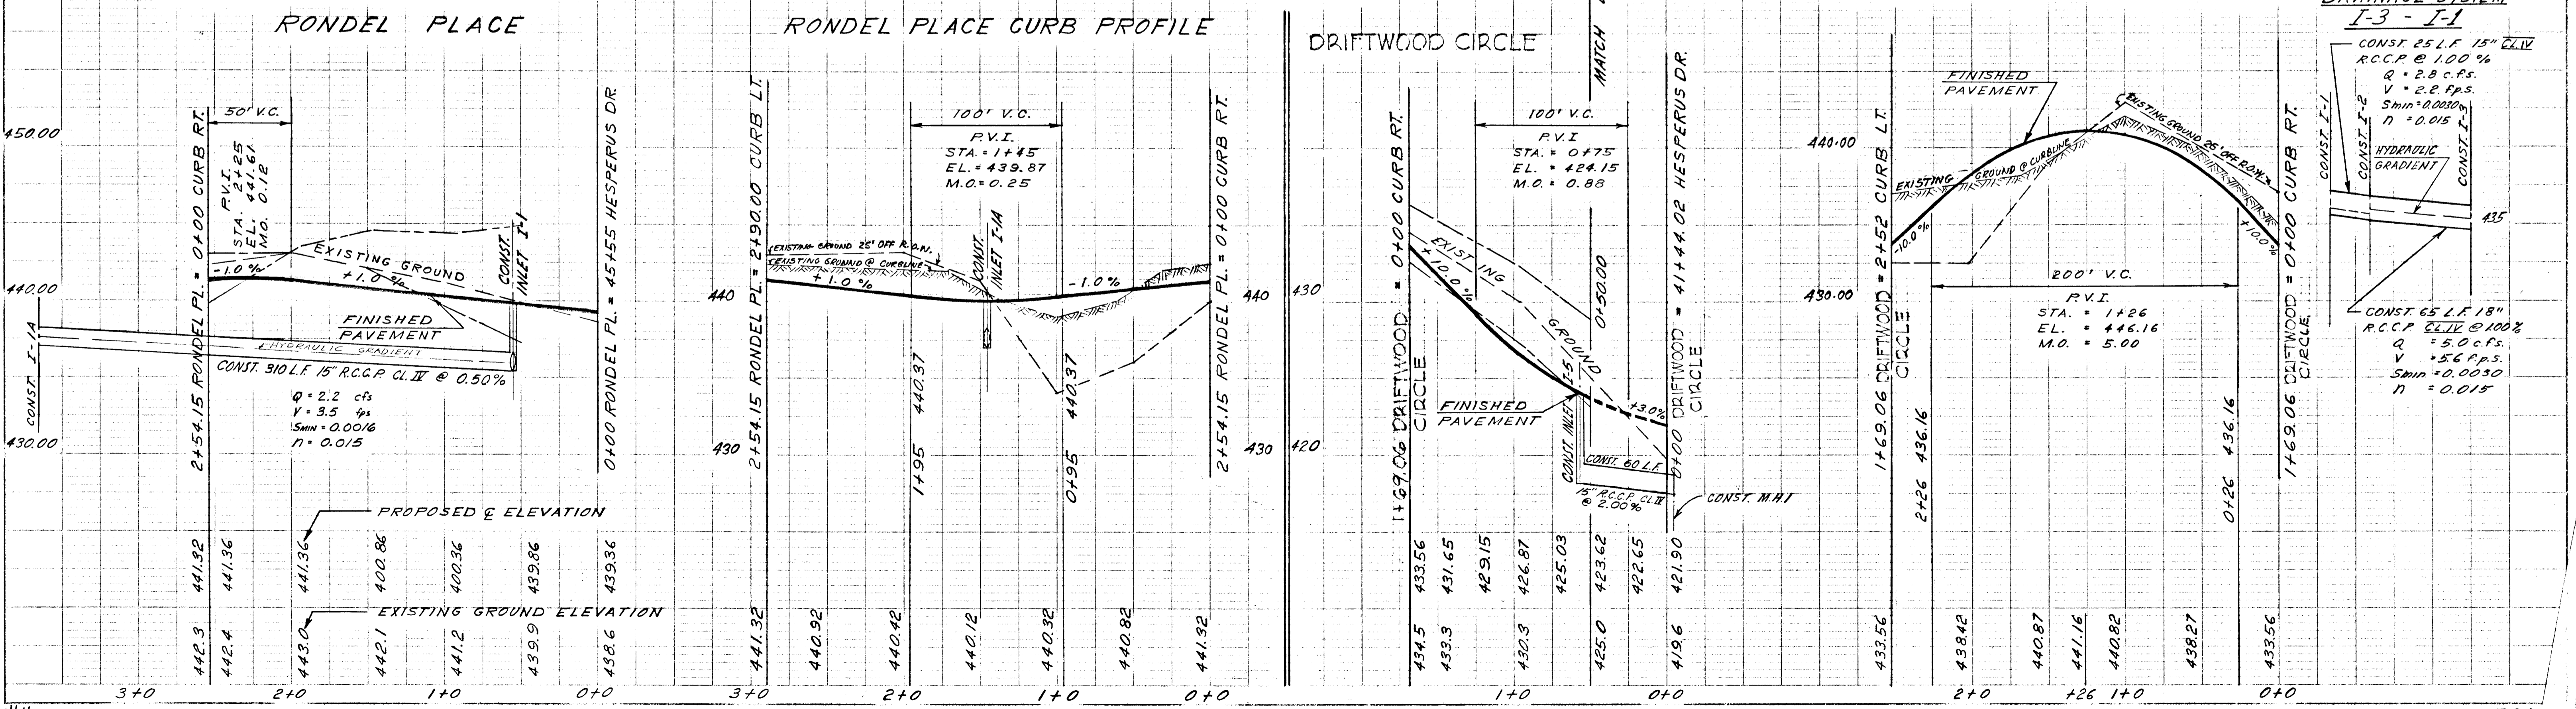 RONDEL PLACE
450.00
440.00
430.00
50' V.C.
P.V.I.
STA. 2+25
EL. 441.61
M.O. 0.12
2+54.15 RONDEL PL. = 0+00 CURB RT.
-1.0 %
EXISTING GROUND
+1.0 %
CONST.
INLET I-1
0+00 RONDEL PL. = 45+55 HESPERUS DR.
FINISHED
PAVEMENT
HYDRAULIC GRADIENT
CONST. I-1A
CONST. 310 L.F. 15" R.C.C.P. CL. IV @ 0.50%
Q = 2.2 cfs
V = 3.5 fps
SMIN = 0.0016
n = 0.015
PROPOSED ℄ ELEVATION
441.32
441.36
441.36
400.86
400.36
439.86
439.36
EXISTING GROUND ELEVATION
442.3
442.4
443.0
442.1
441.2
439.9
438.6
3+0
2+0
1+0
0+0
RONDEL PLACE CURB PROFILE
2+54.15 RONDEL PL. = 2+90.00 CURB LT.
100' V.C.
P.V.I.
STA. = 1+45
EL. = 439.87
M.O. = 0.25
EXISTING GROUND 25' OFF R.O.W.
EXISTING GROUND @ CURBLINE
+1.0 %
CONST.
INLET I-1A
-1.0 %
2+54.15 RONDEL PL. = 0+00 CURB RT.
440
440
430
430
1+95 440.37
0+95 440.37
441.32
440.92
440.42
440.12
440.32
440.82
441.32
3+0
2+0
1+0
0+0
DRIFTWOOD CIRCLE
MATCH
430
420
1+69.06 DRIFTWOOD = 0+00 CURB RT.
CIRCLE
100' V.C.
P.V.I
STA. = 0+75
EL. = 424.15
M.O. = 0.88
EXISTING
GROUND
+10.0 %
0+50.00
0+00 DRIFTWOOD = 41+44.02 HESPERUS DR.
CIRCLE
FINISHED
PAVEMENT
CONST. INLET I-5
+3.0%
CONST. 60 L.F.
15" R.C.C.P. CL. IV
@ 2.00%
CONST. M.H.1
433.56
431.65
429.15
426.87
425.03
423.62
422.65
421.90
434.5
433.3
430.3
425.0
419.6
1+0
0+0
440.00
430.00
1+69.06 DRIFTWOOD = 2+52 CURB LT.
CIRCLE
FINISHED
PAVEMENT
EXISTING GROUND @ CURBLINE
EXISTING GROUND 25' OFF R.O.W.
-10.0 %
+10.0 %
200' V.C.
P.V.I.
STA. = 1+26
EL. = 446.16
M.O. = 5.00
1+69.06 DRIFTWOOD = 0+00 CURB RT.
CIRCLE
2+26 436.16
0+26 436.16
433.56
438.42
440.87
441.16
440.82
438.27
433.56
2+0
+26
1+0
0+0
DRAINAGE SYSTEM
I-3 - I-1
CONST. 25 L.F. 15" CL.IV
R.C.C.P. @ 1.00 %
Q = 2.8 c.f.s.
V = 2.2 f.p.s.
Smin = 0.0030
n = 0.015
CONST. I-1
CONST. I-2
CONST. I-3
HYDRAULIC
GRADIENT
435
CONST. 65 L.F. 18"
R.C.C.P. CL.IV @ 1.00%
Q = 5.0 c.f.s.
V = 5.6 f.p.s.
Smin = 0.0030
n = 0.015